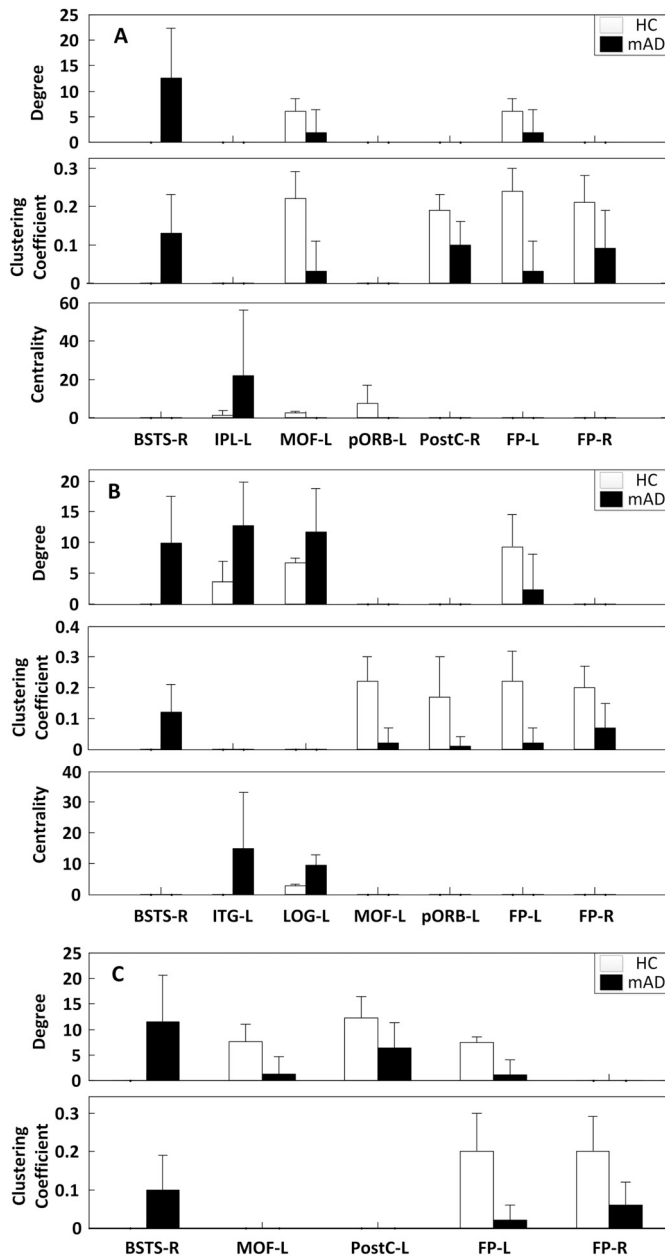 A
HC
mAD
Degree
25
20
15
10
5
0
Clustering
Coefficient
0.3
0.2
0.1
0
Centrality
60
40
20
0
BSTS-R IPL-L MOF-L pORB-L PostC-R FP-L FP-R
B
HC
mAD
Degree
20
15
10
5
0
Clustering
Coefficient
0.4
0.3
0.2
0.1
0
Centrality
40
30
20
10
0
BSTS-R ITG-L LOG-L MOF-L pORB-L FP-L FP-R
C
HC
mAD
Degree
25
20
15
10
5
0
Clustering
Coefficient
0.3
0.2
0.1
0
BSTS-R MOF-L PostC-L FP-L FP-R